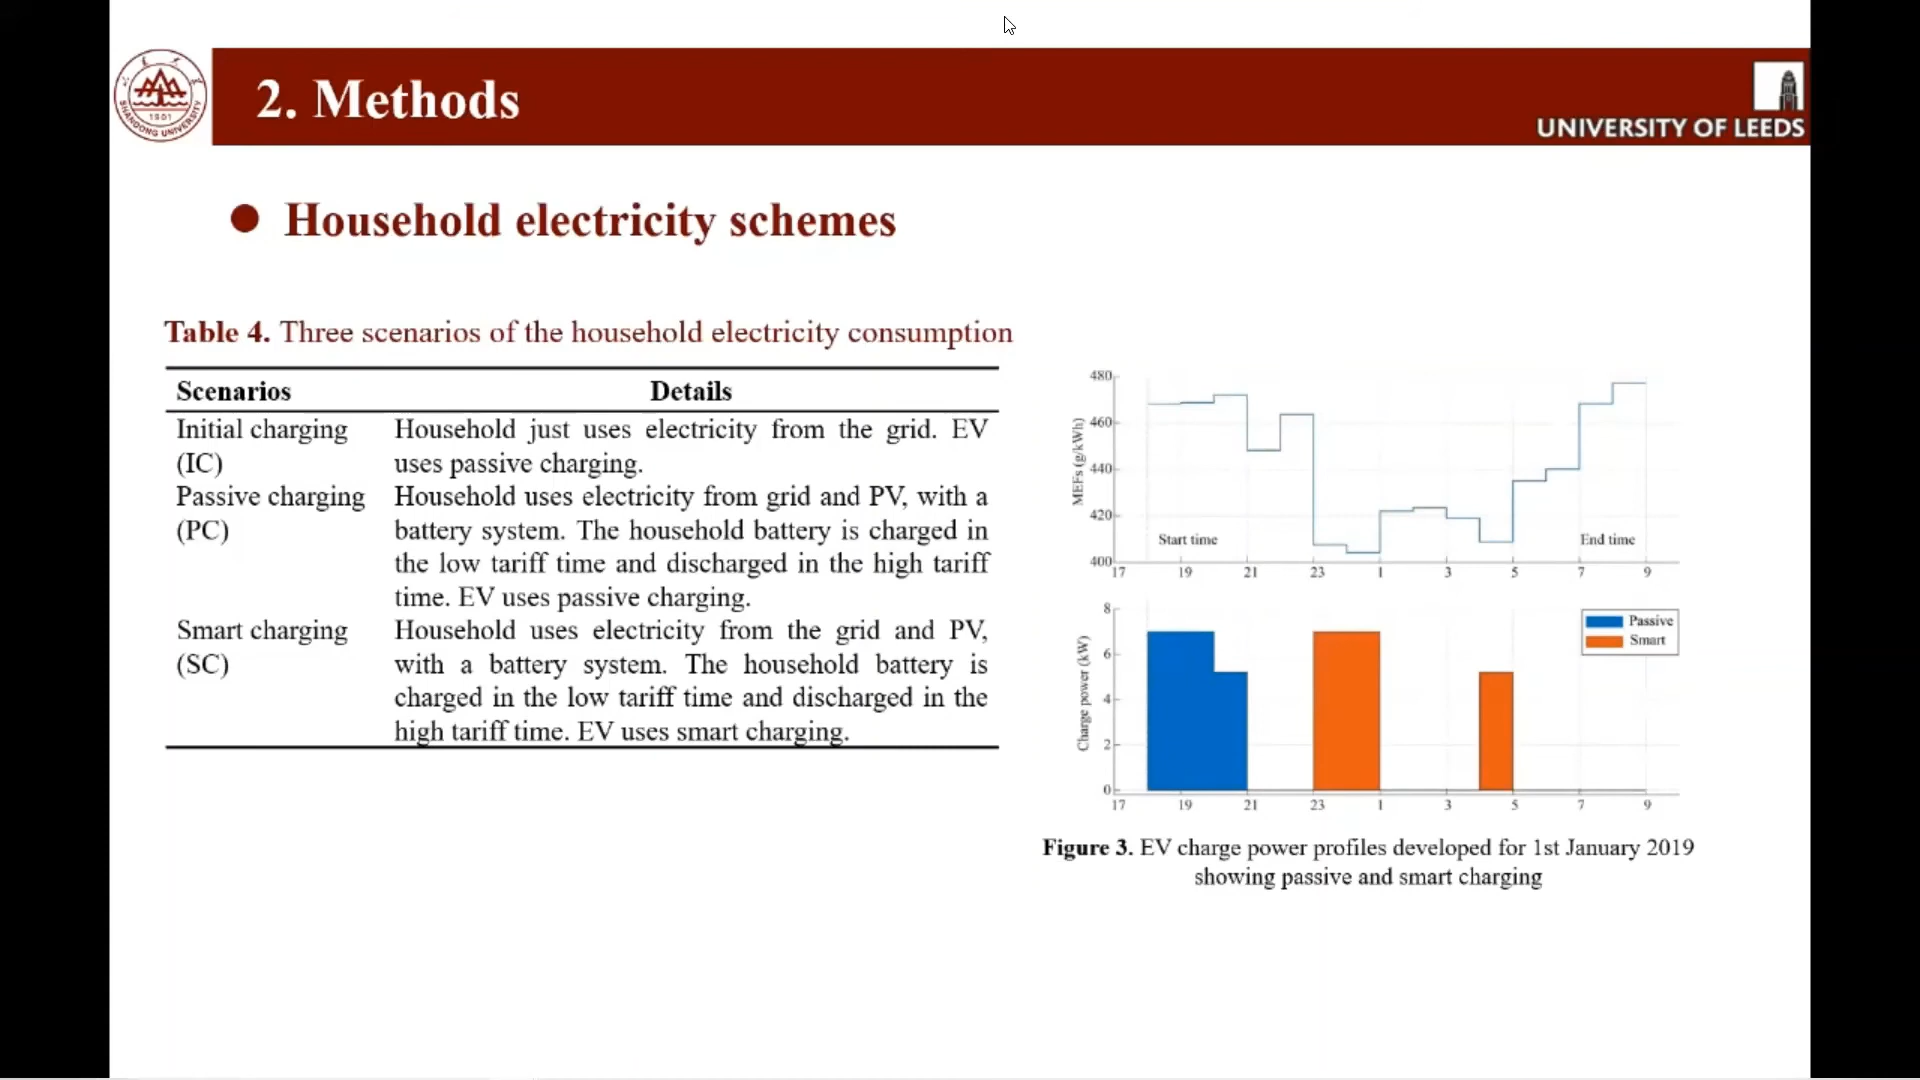 2. Methods
SHANDONG UNIVERSITY
1901
UNIVERSITY OF LEEDS
● Household electricity schemes
Table 4. Three scenarios of the household electricity consumption
Scenarios Details
Initial charging Household just uses electricity from the grid. EV
(IC) uses passive charging.
Passive charging Household uses electricity from grid and PV, with a
(PC) battery system. The household battery is charged in
the low tariff time and discharged in the high tariff
time. EV uses passive charging.
Smart charging Household uses electricity from the grid and PV,
(SC) with a battery system. The household battery is
charged in the low tariff time and discharged in the
high tariff time. EV uses smart charging.
MEFs (g/kWh)
480
460
440
420
400
Start time End time
17 19 21 23 1 3 5 7 9
Charge power (kW)
8
6
4
2
0
Passive
Smart
17 19 21 23 1 3 5 7 9
Figure 3. EV charge power profiles developed for 1st January 2019
showing passive and smart charging